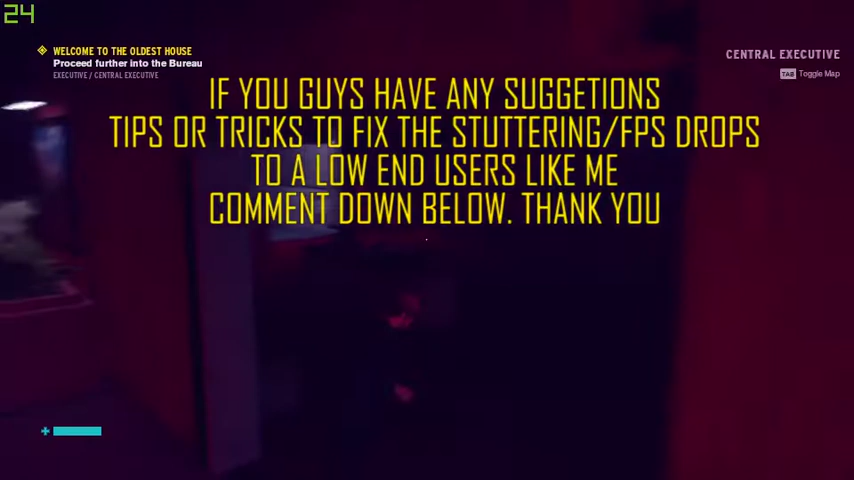 24
WELCOME TO THE OLDEST HOUSE
Proceed further into the Bureau
EXECUTIVE / CENTRAL EXECUTIVE
CENTRAL EXECUTIVE
TAB Toggle Map
IF YOU GUYS HAVE ANY SUGGETIONS
TIPS OR TRICKS TO FIX THE STUTTERING/FPS DROPS
TO A LOW END USERS LIKE ME
COMMENT DOWN BELOW. THANK YOU